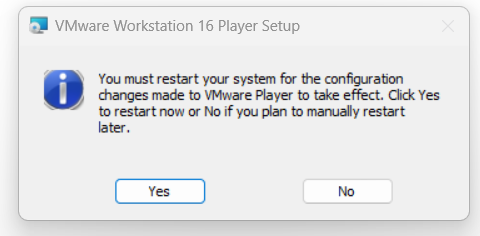 VMware Workstation 16 Player Setup
You must restart your system for the configuration
changes made to VMware Player to take effect. Click Yes
to restart now or No if you plan to manually restart
later.
Yes
No